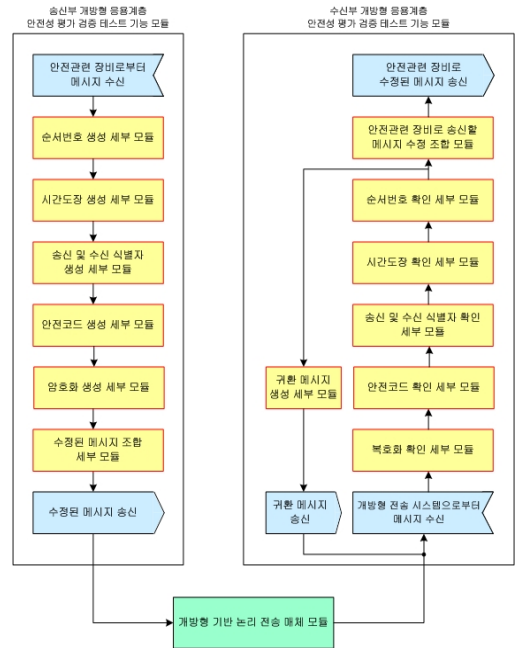 송신부 개방형 응용계층
안전성 평가 검증 테스트 기능 모듈
안전관련 장비로부터
메시지 수신
순서번호 생성 세부 모듈
시간도장 생성 세부 모듈
송신 및 수신 식별자
생성 세부 모듈
안전코드 생성 세부 모듈
암호화 생성 세부 모듈
수정된 메시지 조합
세부 모듈
수정된 메시지 송신
수신부 개방형 응용계층
안전성 평가 검증 테스트 기능 모듈
안전관련 장비로
수정된 메시지 송신
안전관련 장비로 송신할
메시지 수정 조합 모듈
순서번호 확인 세부 모듈
시간도장 확인 세부 모듈
송신 및 수신 식별자 확인
세부 모듈
귀환 메시지
생성 세부 모듈
안전코드 확인 세부 모듈
복호화 확인 세부 모듈
귀환 메시지
송신
개방형 전송 시스템으로부터
메시지 수신
개방형 기반 논리 전송 매체 모듈